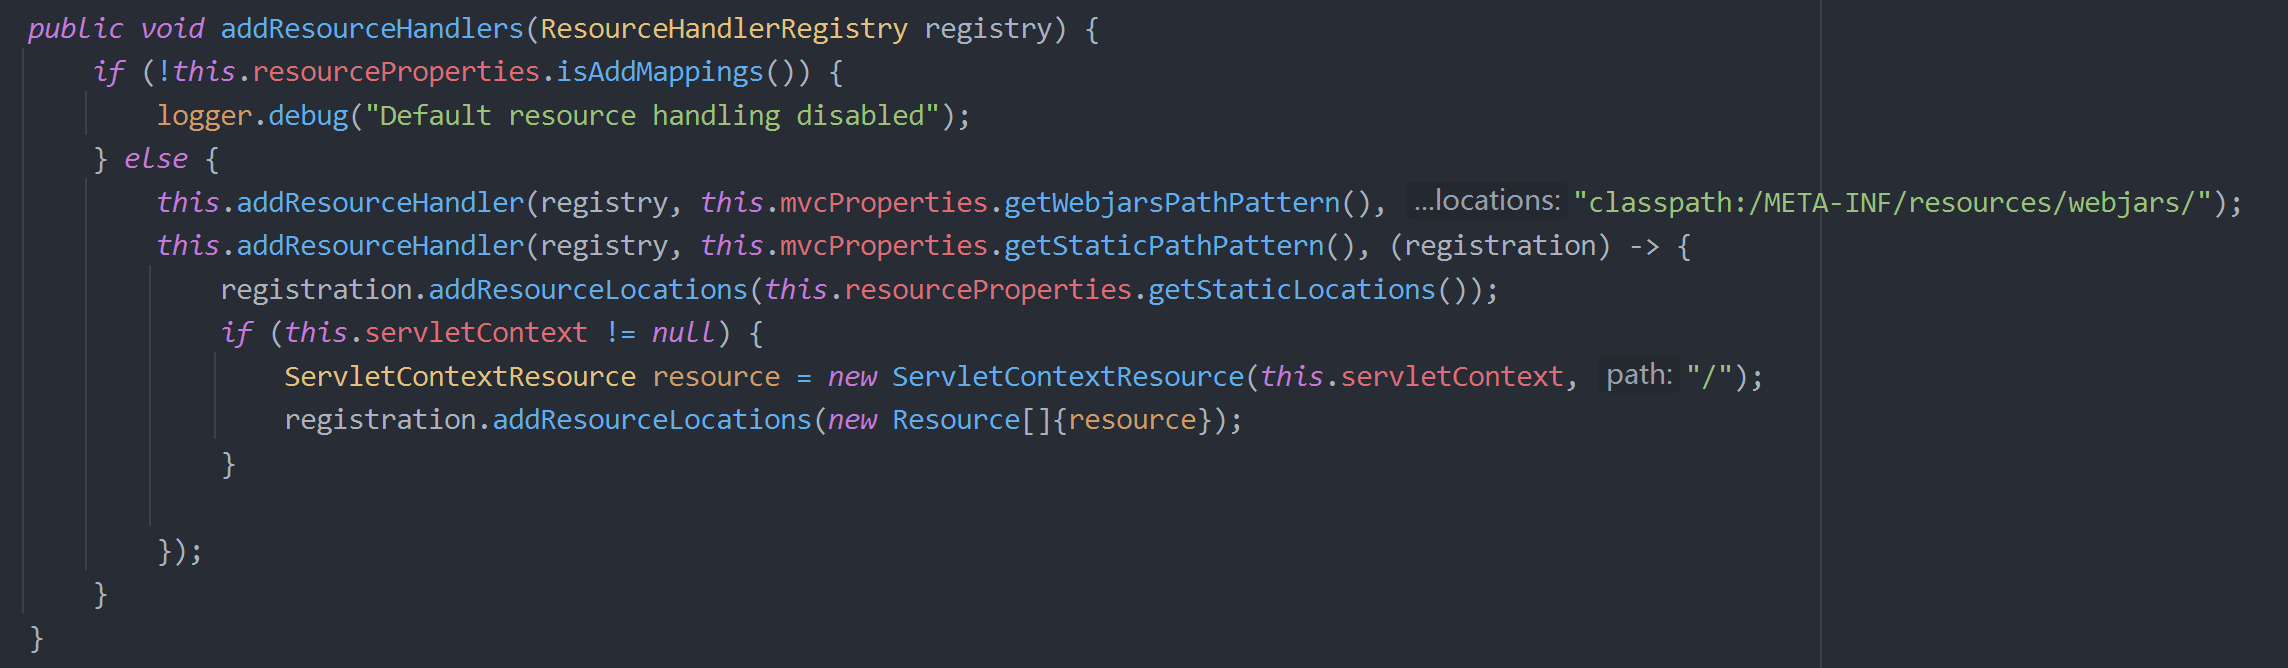 public void addResourceHandlers(ResourceHandlerRegistry registry) {
    if (!this.resourceProperties.isAddMappings()) {
        logger.debug("Default resource handling disabled");
    } else {
        this.addResourceHandler(registry, this.mvcProperties.getWebjarsPathPattern(), ...locations: "classpath:/META-INF/resources/webjars/");
        this.addResourceHandler(registry, this.mvcProperties.getStaticPathPattern(), (registration) -> {
            registration.addResourceLocations(this.resourceProperties.getStaticLocations());
            if (this.servletContext != null) {
                ServletContextResource resource = new ServletContextResource(this.servletContext, path: "/");
                registration.addResourceLocations(new Resource[]{resource});
            }
        });
    }
}